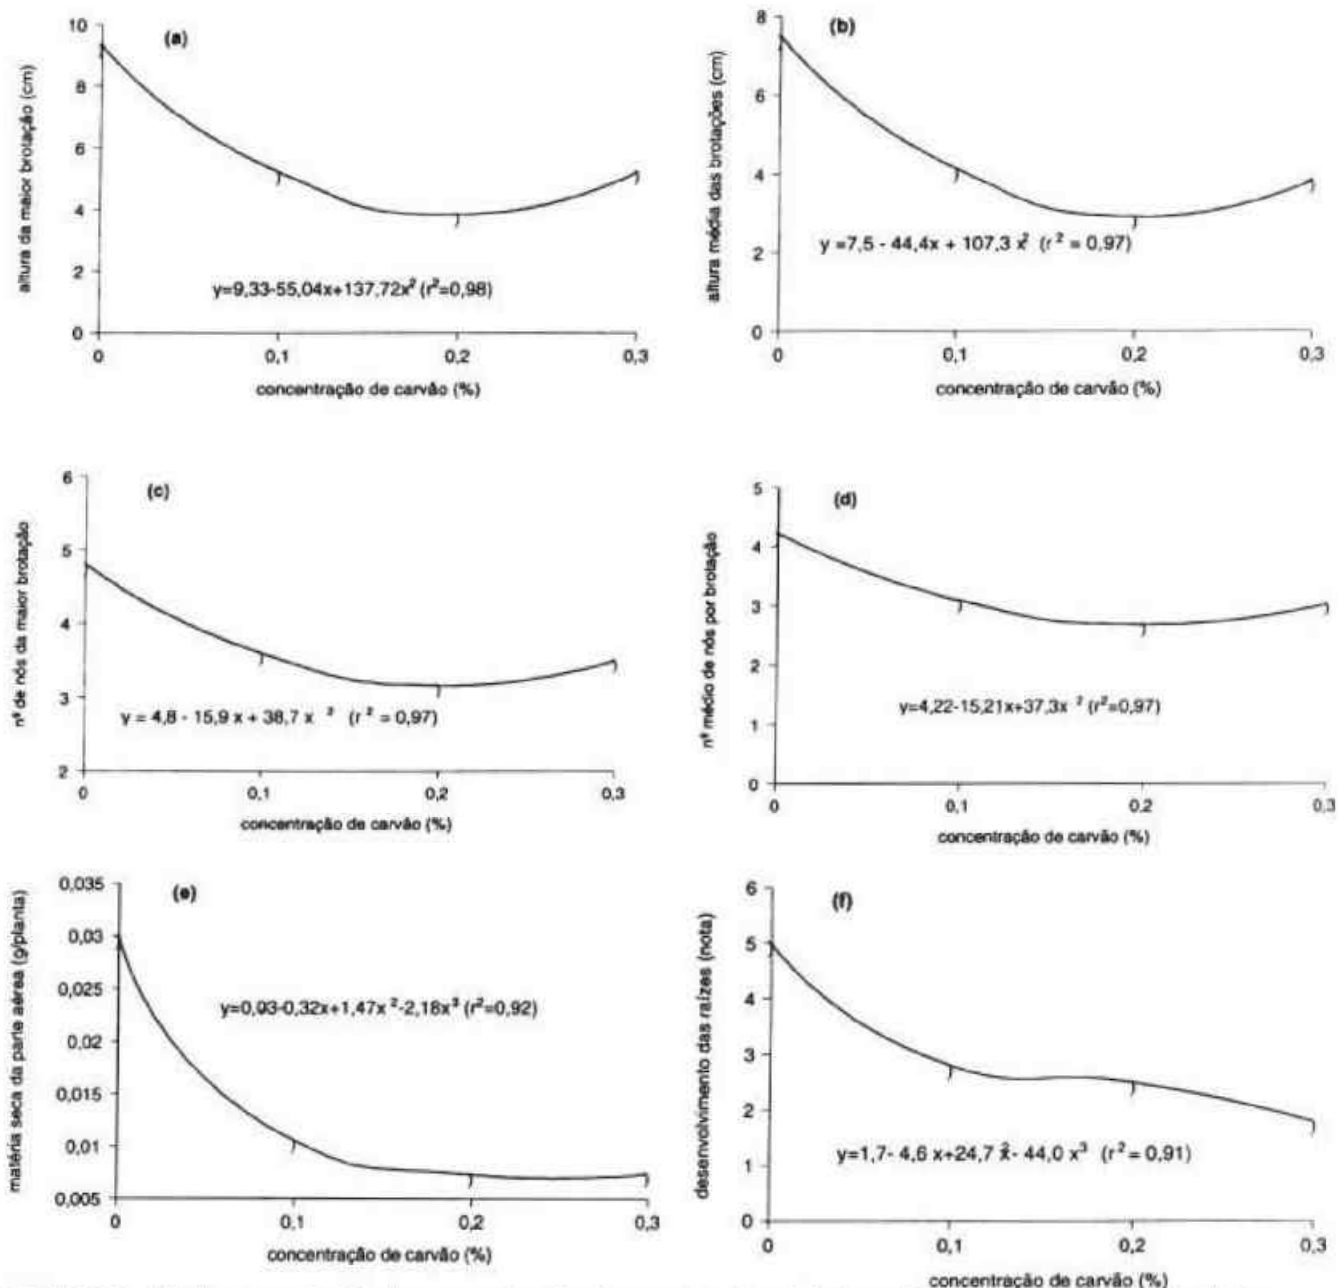 (a)
altura da maior brotação (cm)
10
8
6
4
2
0
y=9,33-55,04x+137,72x² (r²=0,98)
0 0,1 0,2 0,3
concentração de carvão (%)
(b)
altura média das brotações (cm)
8
6
4
2
0
y =7,5 - 44,4x + 107,3 x² (r² = 0,97)
0 0,1 0,2 0,3
concentração de carvão (%)
(c)
nº de nós da maior brotação
6
5
4
3
2
y = 4,8 - 15,9 x + 38,7 x ² (r² = 0,97)
0 0,1 0,2 0,3
concentração de carvão (%)
(d)
nº médio de nós por brotação
5
4
3
2
1
0
y=4,22-15,21x+37,3x ² (r²=0,97)
0 0,1 0,2 0,3
concentração de carvão (%)
(e)
matéria seca da parte aérea (g/planta)
0,035
0,03
0,025
0,02
0,015
0,01
0,005
y=0,03-0,32x+1,47x ²-2,18x³ (r²=0,92)
0 0,1 0,2 0,3
concentração de carvão (%)
(f)
desenvolvimento das raízes (nota)
6
5
4
3
2
1
0
y=1,7- 4,6 x+24,7 x²- 44,0 x³ (r² = 0,91)
0 0,1 0,2 0,3
concentração de carvão (%)